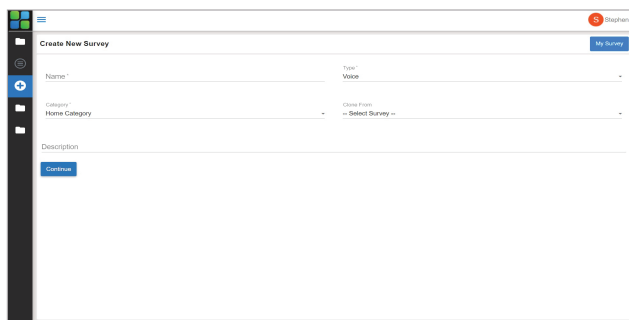 S Stephen
Create New Survey
My Survey
Name *
Type *
Voice
Category *
Home Category
Clone From
-- Select Survey --
Description
Continue